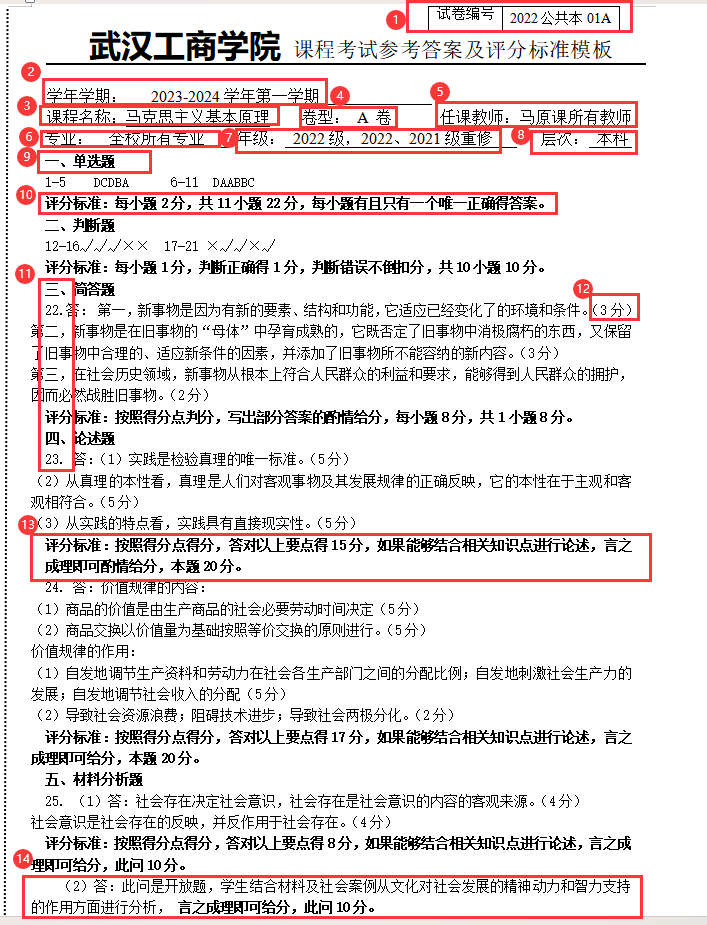 1 试卷编号 2022公共本01A
武汉工商学院 课程考试参考答案及评分标准模板
2
学年学期： 2023-2024 学年第一学期 4 5
3 课程名称：马克思主义基本原理 卷型： A 卷 任课教师：马原课所有教师
6 专业： 全校所有专业 7 年级： 2022级，2022、2021级重修 8 层次： 本科
9 一、单选题
1-5 DCDBA 6-11 DAABBC
10 评分标准：每小题2分，共11小题22分，每小题有且只有一个唯一正确得答案。
二、判断题
12-16✓✓✓×× 17-21 ×✓✓×✓
评分标准：每小题1分，判断正确得1分，判断错误不倒扣分，共10小题10分。
11 三、简答题 12
22.答： 第一，新事物是因为有新的要素、结构和功能，它适应已经变化了的环境和条件。（3分）
第二，新事物是在旧事物的“母体”中孕育成熟的，它既否定了旧事物中消极腐朽的东西，又保留
了旧事物中合理的、适应新条件的因素，并添加了旧事物所不能容纳的新内容。（3分）
第三，在社会历史领域，新事物从根本上符合人民群众的利益和要求，能够得到人民群众的拥护，
因而必然战胜旧事物。（2分）
评分标准：按照得分点判分，写出部分答案的酌情给分，每小题8分，共1小题8分。
四、论述题
23. 答：（1）实践是检验真理的唯一标准。（5分）
（2）从真理的本性看，真理是人们对客观事物及其发展规律的正确反映，它的本性在于主观和客
观相符合。（5分）
13 （3）从实践的特点看，实践具有直接现实性。（5分）
评分标准：按照得分点得分，答对以上要点得15分，如果能够结合相关知识点进行论述，言之
成理即可酌情给分，本题20分。
24. 答：价值规律的内容：
（1）商品的价值是由生产商品的社会必要劳动时间决定（5分）
（2）商品交换以价值量为基础按照等价交换的原则进行。（5分）
价值规律的作用：
（1）自发地调节生产资料和劳动力在社会各生产部门之间的分配比例；自发地刺激社会生产力的
发展；自发地调节社会收入的分配（5分）
（2）导致社会资源浪费；阻碍技术进步；导致社会两极分化。（2分）
评分标准：按照得分点得分，答对以上要点得17分，如果能够结合相关知识点进行论述，言之
成理即可给分，本题20分。
五、材料分析题
25. （1）答：社会存在决定社会意识，社会存在是社会意识的内容的客观来源。（4分）
社会意识是社会存在的反映，并反作用于社会存在。（4分）
评分标准：按照得分点得分，答对以上要点得8分，如果能够结合相关知识点进行论述，言之成
14 理即可给分，此问10分。
（2）答：此问是开放题，学生结合材料及社会案例从文化对社会发展的精神动力和智力支持
的作用方面进行分析， 言之成理即可给分，此问10分。